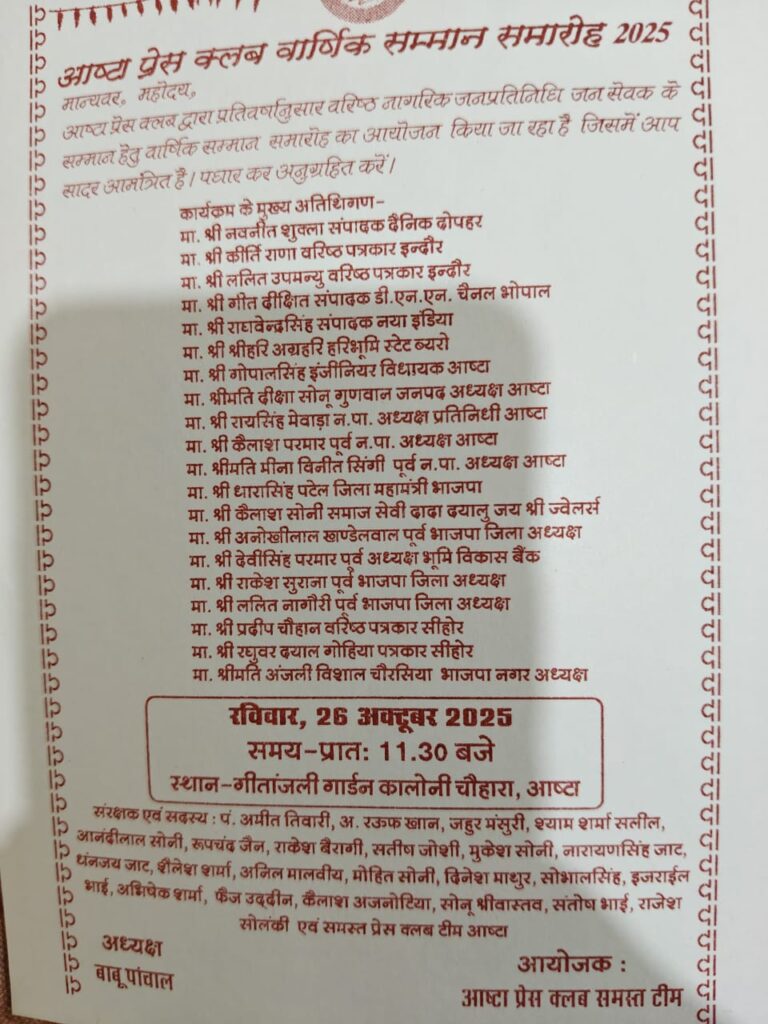 आष्टा प्रेस क्लब वार्षिक सम्मान समारोह 2025
मान्यवर, महोदय,
आष्टा प्रेस क्लब द्वारा प्रतिवर्षानुसार वरिष्ठ नागरिक जनप्रतिनिधि जन सेवक के
सम्मान हेतु वार्षिक सम्मान समारोह का आयोजन किया जा रहा है जिसमें आप
सादर आमंत्रित है। पधार कर अनुग्रहित करें।
कार्यक्रम के मुख्य अतिथिगण-
मा. श्री नवनीत शुक्ला संपादक दैनिक दोपहर
मा. श्री कीर्ति राणा वरिष्ठ पत्रकार इन्दौर
मा. श्री ललित उपमन्यु वरिष्ठ पत्रकार इन्दौर
मा. श्री गीत दीक्षित संपादक डी.एन.एन. चैनल भोपाल
मा. श्री राघवेन्द्रसिंह संपादक नया इंडिया
मा. श्री श्रीहरि अग्रहरि हरिभूमि स्टेट ब्यरो
मा. श्री गोपालसिंह इंजीनियर विधायक आष्टा
मा. श्रीमति दीक्षा सोनू गुणवान जनपद अध्यक्ष आष्टा
मा. श्री रायसिंह मेवाड़ा न.पा. अध्यक्ष प्रतिनिधी आष्टा
मा. श्री कैलाश परमार पूर्व न.पा. अध्यक्ष आष्टा
मा. श्रीमति मीना विनीत सिंगी पूर्व न.पा. अध्यक्ष आष्टा
मा. श्री धारासिंह पटेल जिला महामंत्री भाजपा
मा. श्री कैलाश सोनी समाज सेवी दादा दयालु जय श्री ज्वेलर्स
मा. श्री अनोखीलाल खाण्डेलवाल पूर्व भाजपा जिला अध्यक्ष
मा. श्री देवीसिंह परमार पूर्व अध्यक्ष भूमि विकास बैंक
मा. श्री राकेश सुराना पूर्व भाजपा जिला अध्यक्ष
मा. श्री ललित नागौरी पूर्व भाजपा जिला अध्यक्ष
मा. श्री प्रदीप चौहान वरिष्ठ पत्रकार सीहोर
मा. श्री रघुवर दयाल गोहिया पत्रकार सीहोर
मा. श्रीमति अंजली विशाल चौरसिया भाजपा नगर अध्यक्ष
रविवार, 26 अक्टूबर 2025
समय-प्रातः 11.30 बजे
स्थान-गीतांजली गार्डन कालोनी चौहारा, आष्टा
संरक्षक एवं सदस्य : पं. अमीत तिवारी, अ. रऊफ खान, जहुर मंसुरी, श्याम शर्मा सलील,
आनंदीलाल सोनी, रूपचंद जैन, राकेश बैरागी, सतीष जोशी, मुकेश सोनी, नारायणसिंह जाट,
धंनजय जाट, शैलेश शर्मा, अनिल मालवीय, मोहित सोनी, दिनेश माथुर, सोभालसिंह, इजराईल
भाई, अभिषेक शर्मा, फैज उद्दीन, कैलाश अजनोटिया, सोनू श्रीवास्तव, संतोष भाई, राजेश
सोलंकी एवं समस्त प्रेस क्लब टीम आष्टा
अध्यक्ष
बाबू पांचाल
आयोजक :
आष्टा प्रेस क्लब समस्त टीम